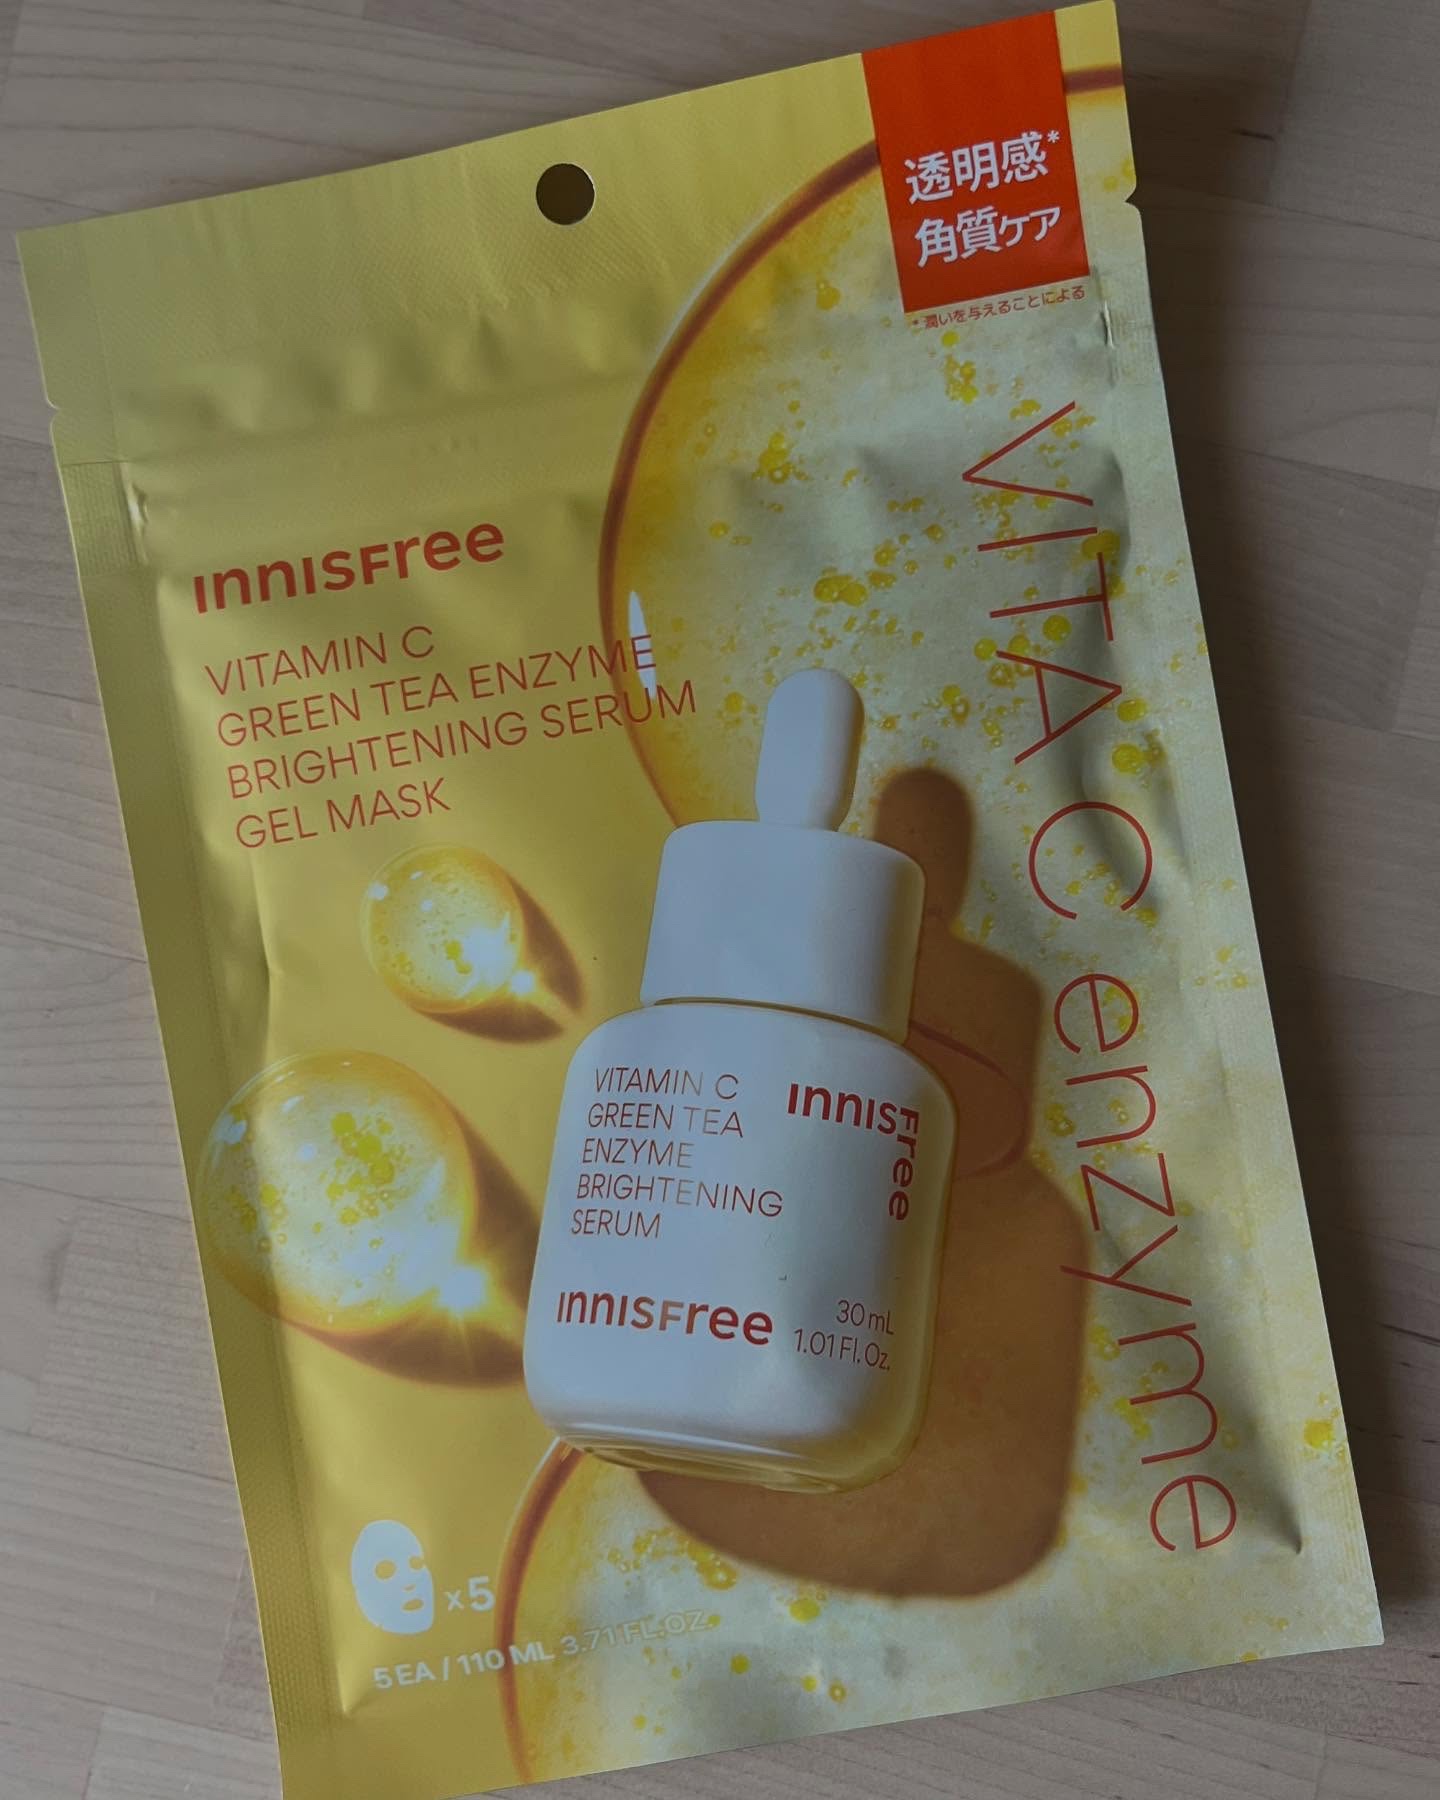 透明感*
角質ケア
*潤いを与えることによる
INNISFree
VITAMIN C
GREEN TEA ENZYME
BRIGHTENING SERUM
GEL MASK
VITA C enzyme
VITAMIN C
GREEN TEA
ENZYME
BRIGHTENING
SERUM
INNISFree
INNISFree
30 mL
1.01 Fl. Oz.
x5
5 EA / 110 ML 3.71 FL.OZ.